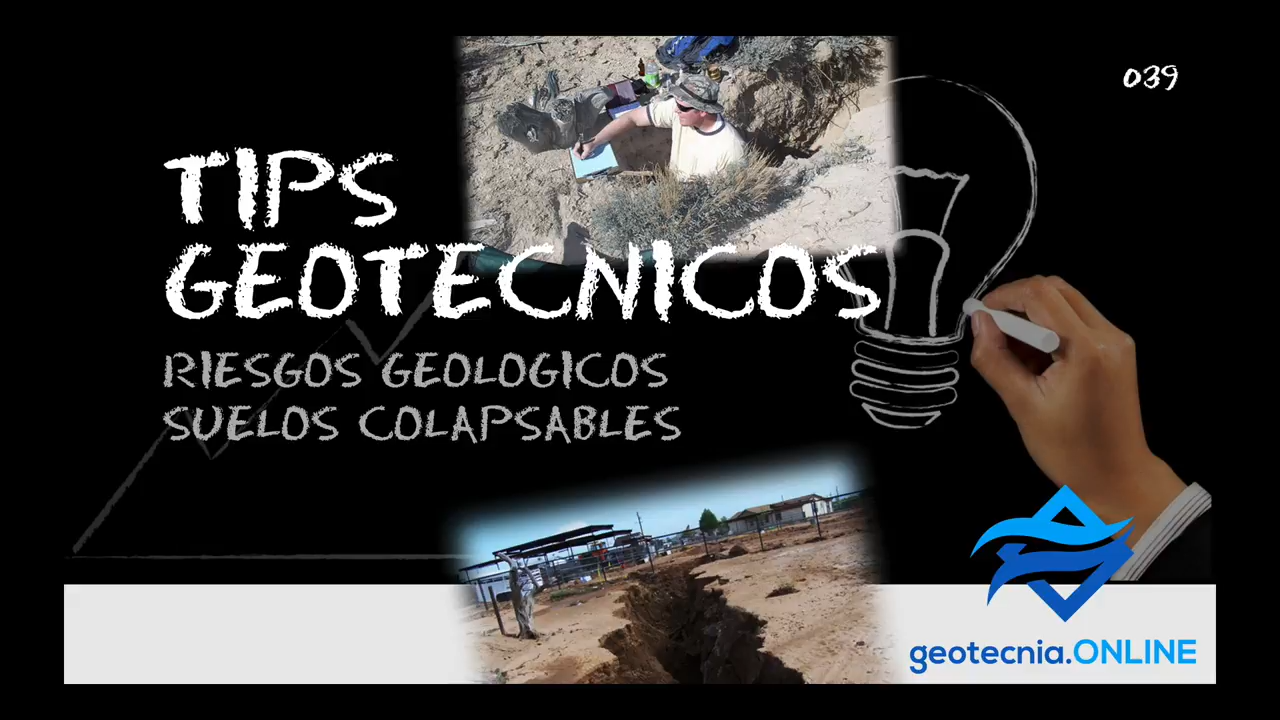 039
TIPS
GEOTECNICOS
RIESGOS GEOLOGICOS
SUELOS COLAPSABLES
geotecnia.ONLINE